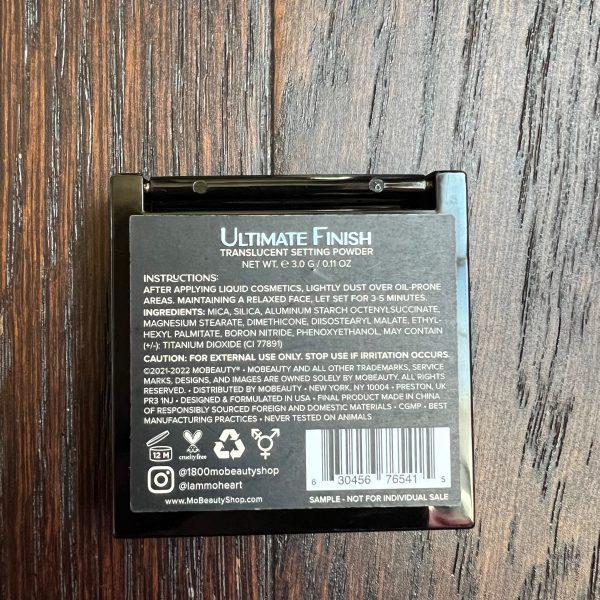 ULTIMATE FINISH
TRANSLUCENT SETTING POWDER
NET WT. ℮ 3.0 G / 0.11 OZ
INSTRUCTIONS:
AFTER APPLYING LIQUID COSMETICS, LIGHTLY DUST OVER OIL-PRONE
AREAS. MAINTAINING A RELAXED FACE, LET SET FOR 3-5 MINUTES.
INGREDIENTS: MICA, SILICA, ALUMINUM STARCH OCTENYLSUCCINATE,
MAGNESIUM STEARATE, DIMETHICONE, DIISOSTEARYL MALATE, ETHYL-
HEXYL PALMITATE, BORON NITRIDE, PHENOXYETHANOL, MAY CONTAIN
(+/-): TITANIUM DIOXIDE (CI 77891)
CAUTION: FOR EXTERNAL USE ONLY. STOP USE IF IRRITATION OCCURS.
©2021-2022 MOBEAUTY® • MOBEAUTY AND ALL OTHER TRADEMARKS, SERVICE
MARKS, DESIGNS, AND IMAGES ARE OWNED SOLELY BY MOBEAUTY, ALL RIGHTS
RESERVED. • DISTRIBUTED BY MOBEAUTY • NEW YORK, NY 10004 • PRESTON, UK
PR3 1NJ • DESIGNED & FORMULATED IN USA • FINAL PRODUCT MADE IN CHINA
OF RESPONSIBLY SOURCED FOREIGN AND DOMESTIC MATERIALS • CGMP - BEST
MANUFACTURING PRACTICES • NEVER TESTED ON ANIMALS
12 M
cruelty free
@1800mobeautyshop
@Iammoheart
www.MoBeautyShop.com
6 30456 76541 5
SAMPLE - NOT FOR INDIVIDUAL SALE